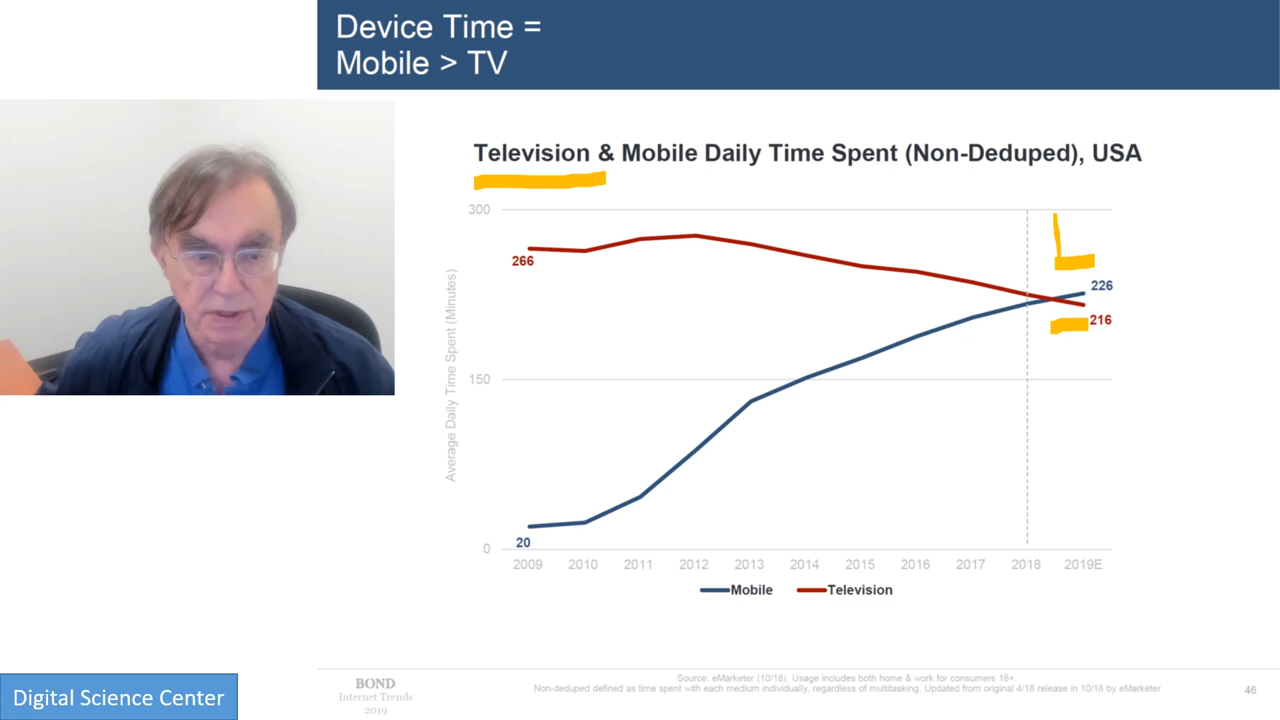 Device Time =
Mobile > TV
Television & Mobile Daily Time Spent (Non-Deduped), USA
Average Daily Time Spent (Minutes)
300
150
0
266
20
226
216
2009 2010 2011 2012 2013 2014 2015 2016 2017 2018 2019E
Mobile Television
Digital Science Center
BOND
Internet Trends
2019
Source: eMarketer (10/18). Usage includes both home & work for consumers 18+.
Non-deduped defined as time spent with each medium individually, regardless of multitasking. Updated from original 4/18 release in 10/18 by eMarketer
46